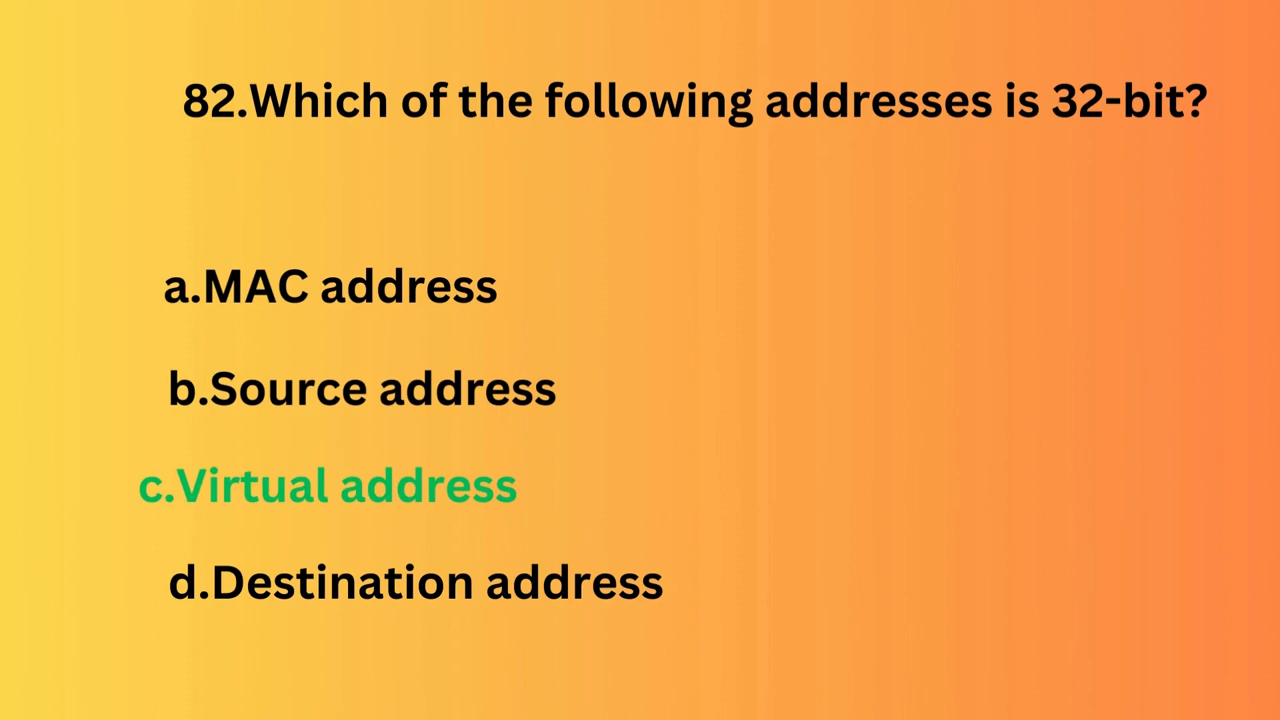 82.Which of the following addresses is 32-bit?
a.MAC address
b.Source address
c.Virtual address
d.Destination address